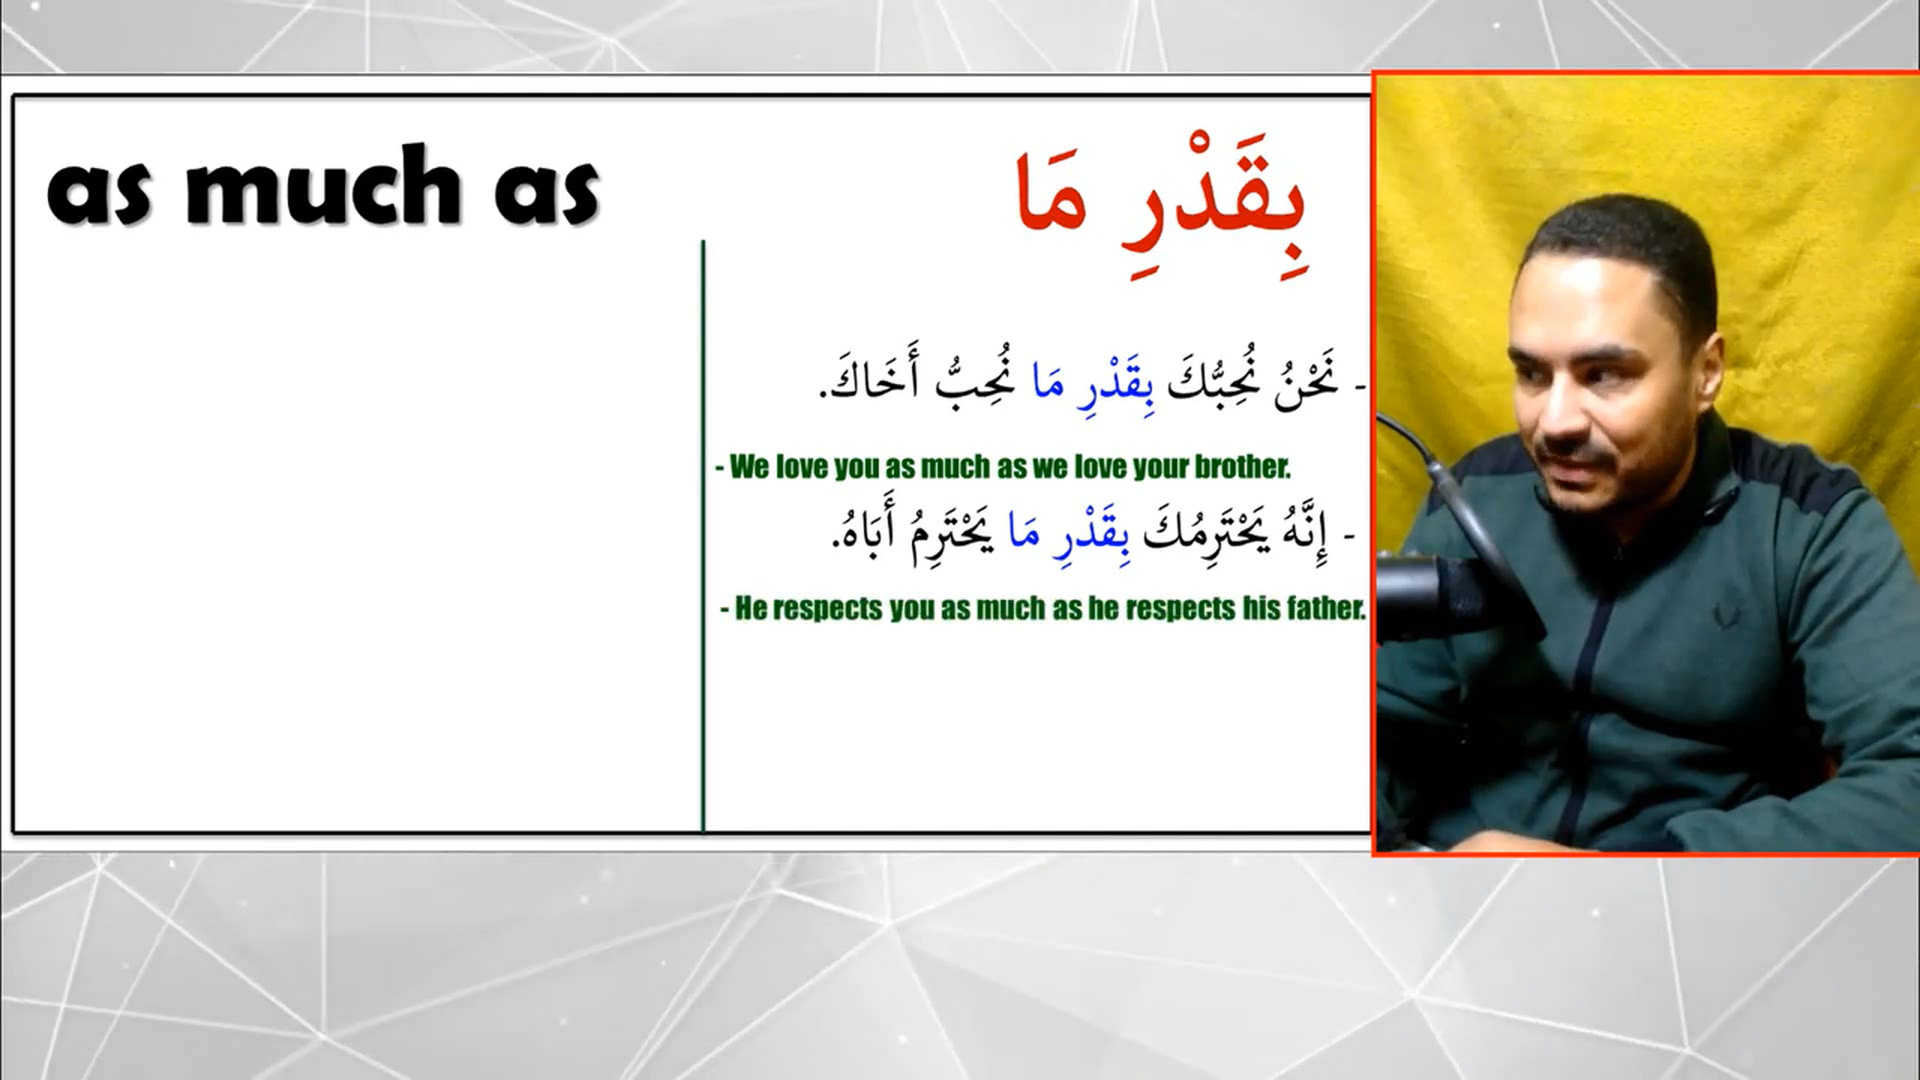 as much as
بِقَدْرِ مَا
- نَحْنُ نُحِبُّكَ بِقَدْرِ مَا نُحِبُّ أَخَاكَ.
- We love you as much as we love your brother.
- إِنَّهُ يَحْتَرِمُكَ بِقَدْرِ مَا يَحْتَرِمُ أَبَاهُ.
- He respects you as much as he respects his father.